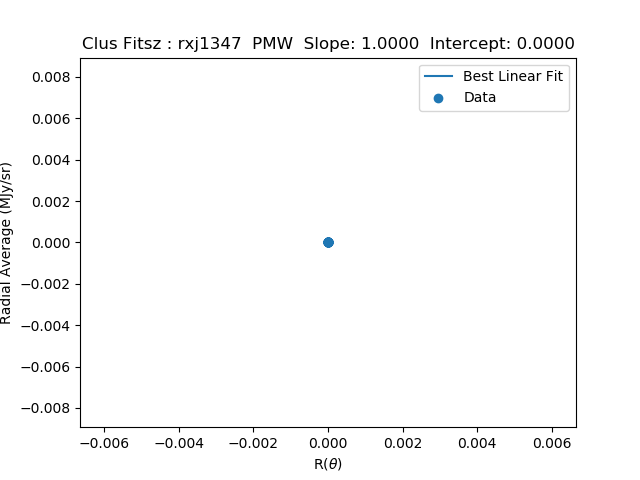 Clus Fitsz : rxj1347  PMW  Slope: 1.0000  Intercept: 0.0000
Best Linear Fit
Data
Radial Average (MJy/sr)
0.008
0.006
0.004
0.002
0.000
−0.002
−0.004
−0.006
−0.008
−0.006 −0.004 −0.002 0.000 0.002 0.004 0.006
R(θ)